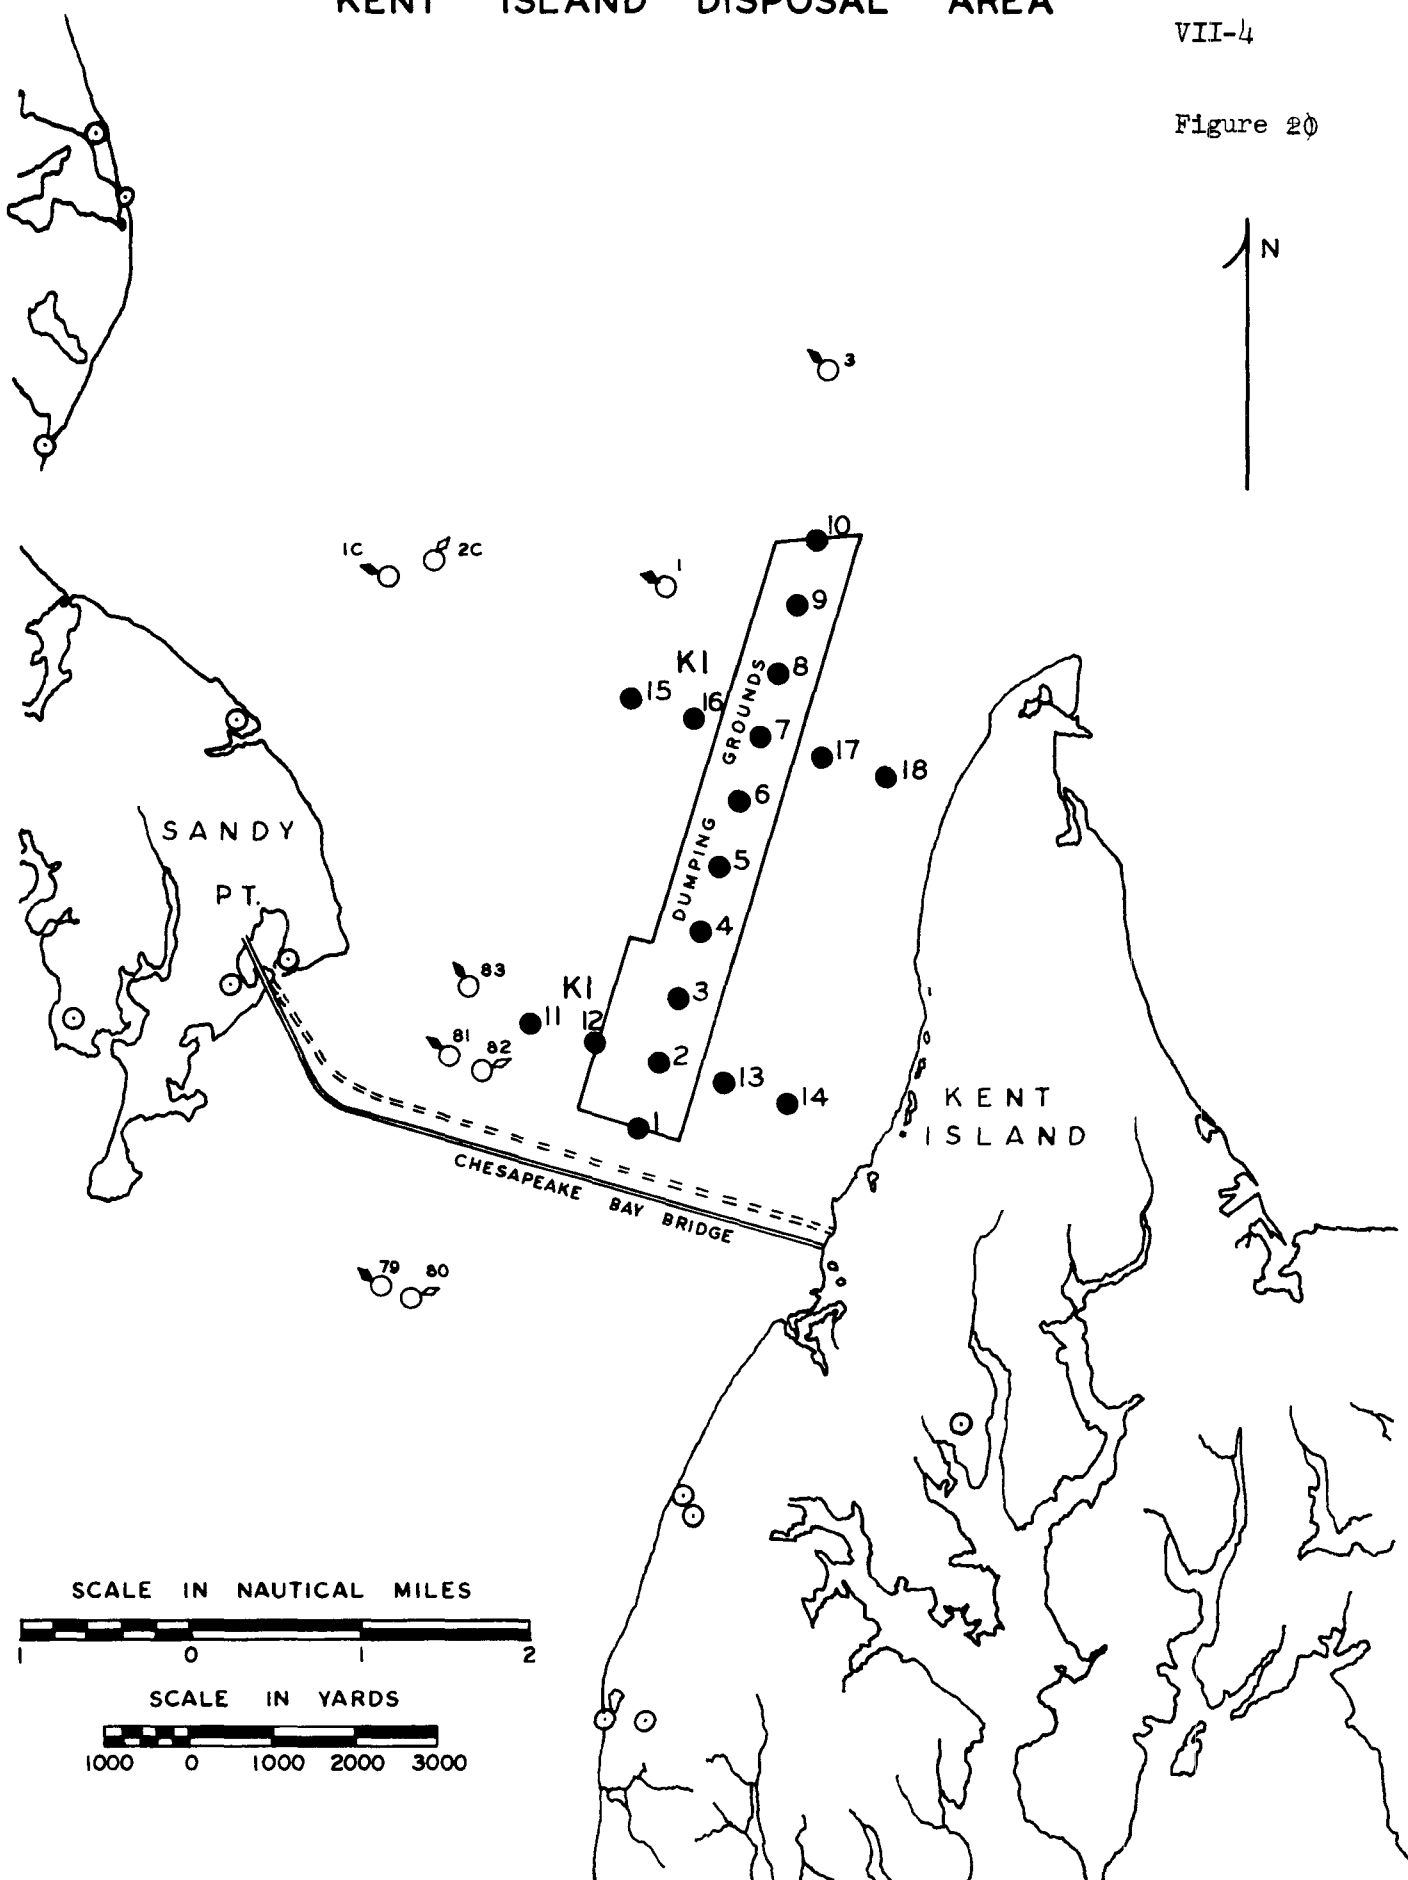 KENT ISLAND DISPOSAL AREA
VII-4
Figure 20
N
3
10
1C
2C
1
9
KI
8
15
16
7
17
18
GROUNDS
6
SANDY
DUMPING
5
PT.
4
83
KI
3
11
12
81
82
2
13
14
KENT
1
ISLAND
CHESAPEAKE BAY BRIDGE
79
80
SCALE IN NAUTICAL MILES
1 0 1 2
SCALE IN YARDS
1000 0 1000 2000 3000